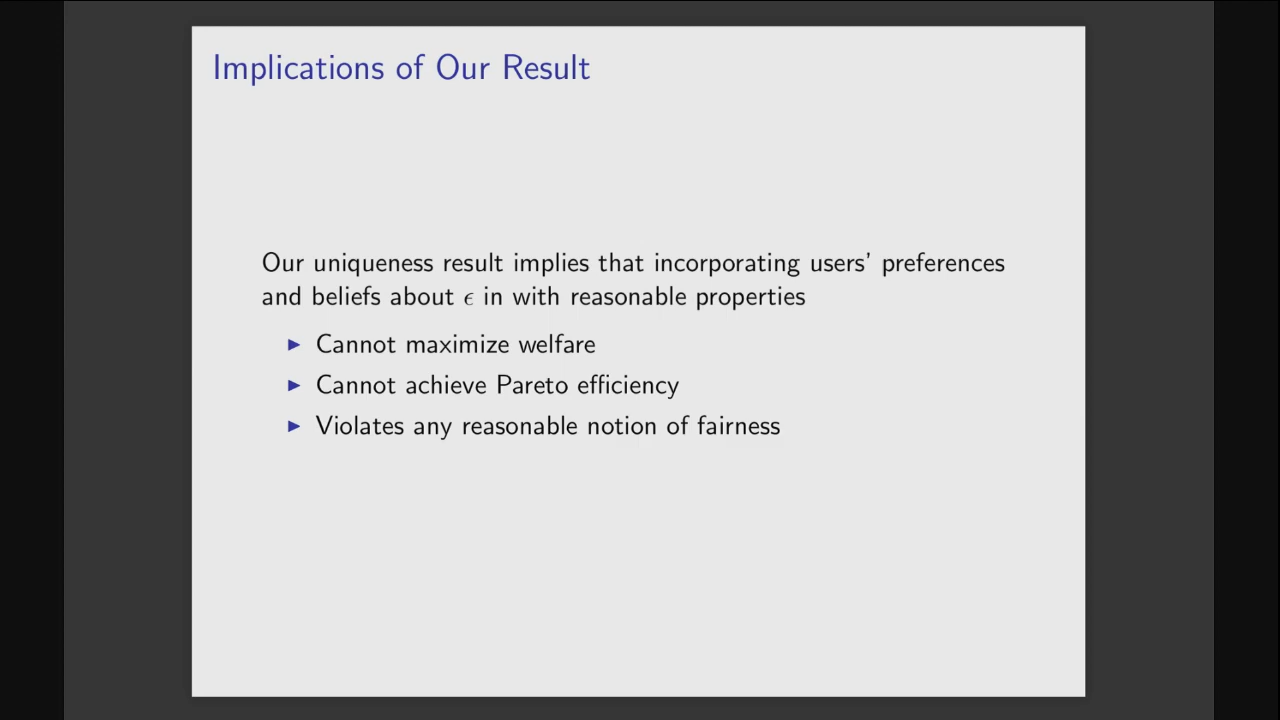 Implications of Our Result
Our uniqueness result implies that incorporating users' preferences
and beliefs about ϵ in with reasonable properties
▶ Cannot maximize welfare
▶ Cannot achieve Pareto efficiency
▶ Violates any reasonable notion of fairness